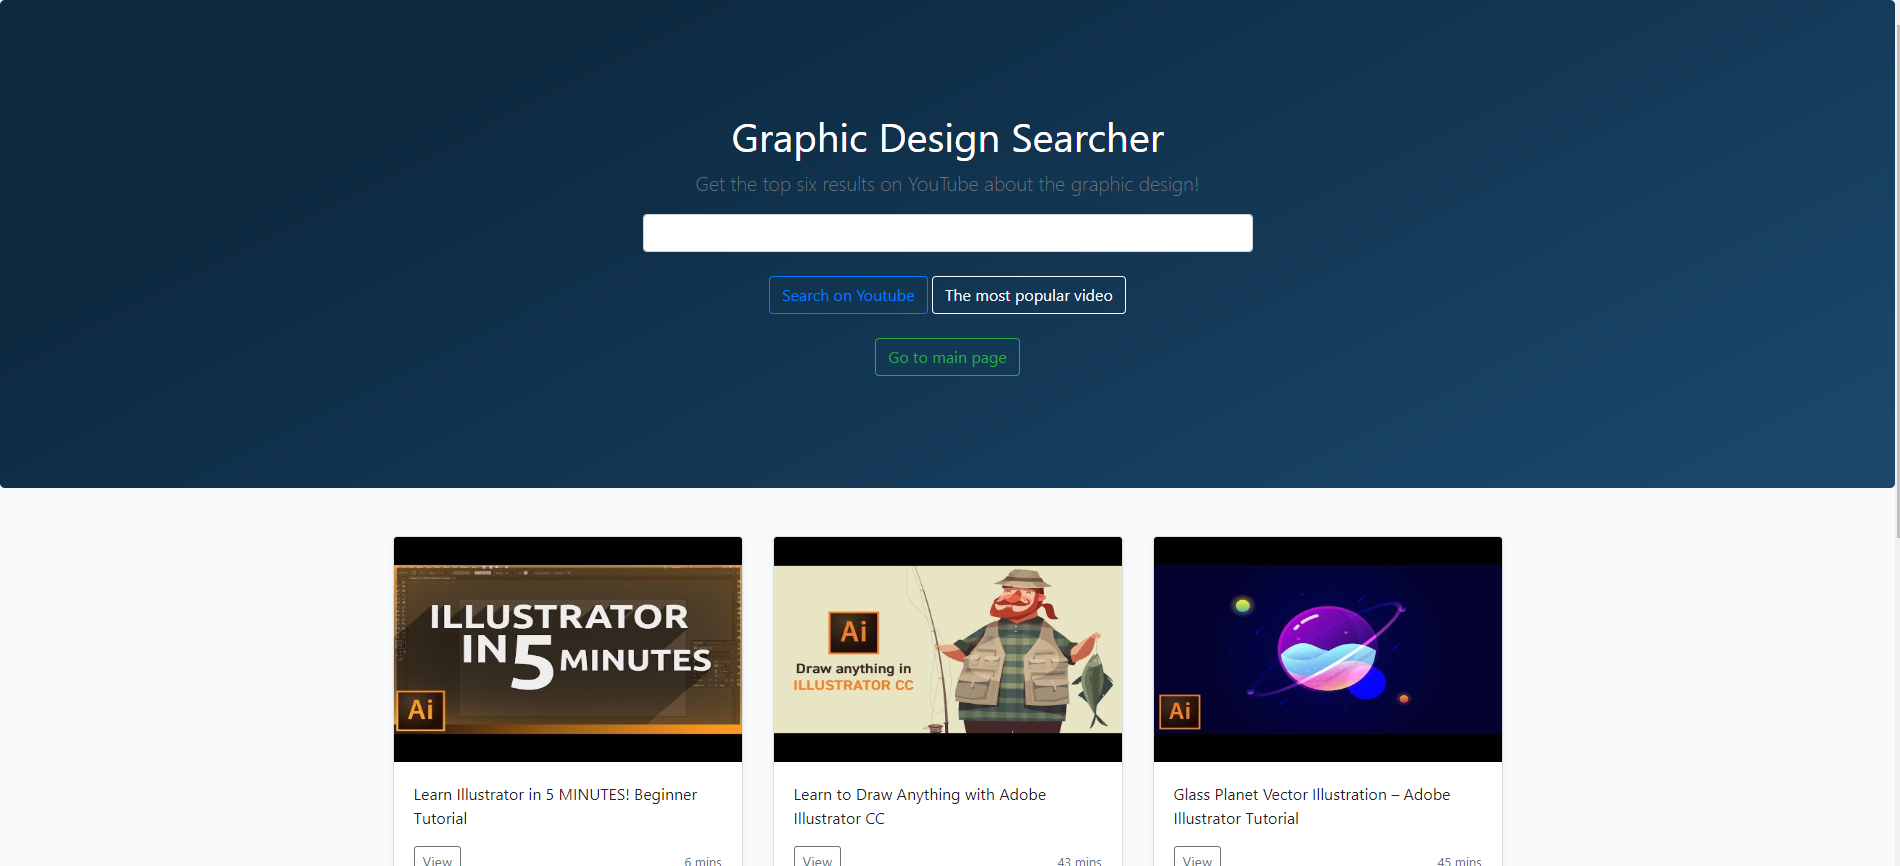 Graphic Design Searcher
Get the top six results on YouTube about the graphic design!
Search on Youtube
The most popular video
Go to main page
ILLUSTRATOR
IN 5 MINUTES
Ai
Ai
Draw anything in
ILLUSTRATOR CC
Ai
Learn Illustrator in 5 MINUTES! Beginner
Tutorial
View
6 mins
Learn to Draw Anything with Adobe
Illustrator CC
View
43 mins
Glass Planet Vector Illustration – Adobe
Illustrator Tutorial
View
45 mins